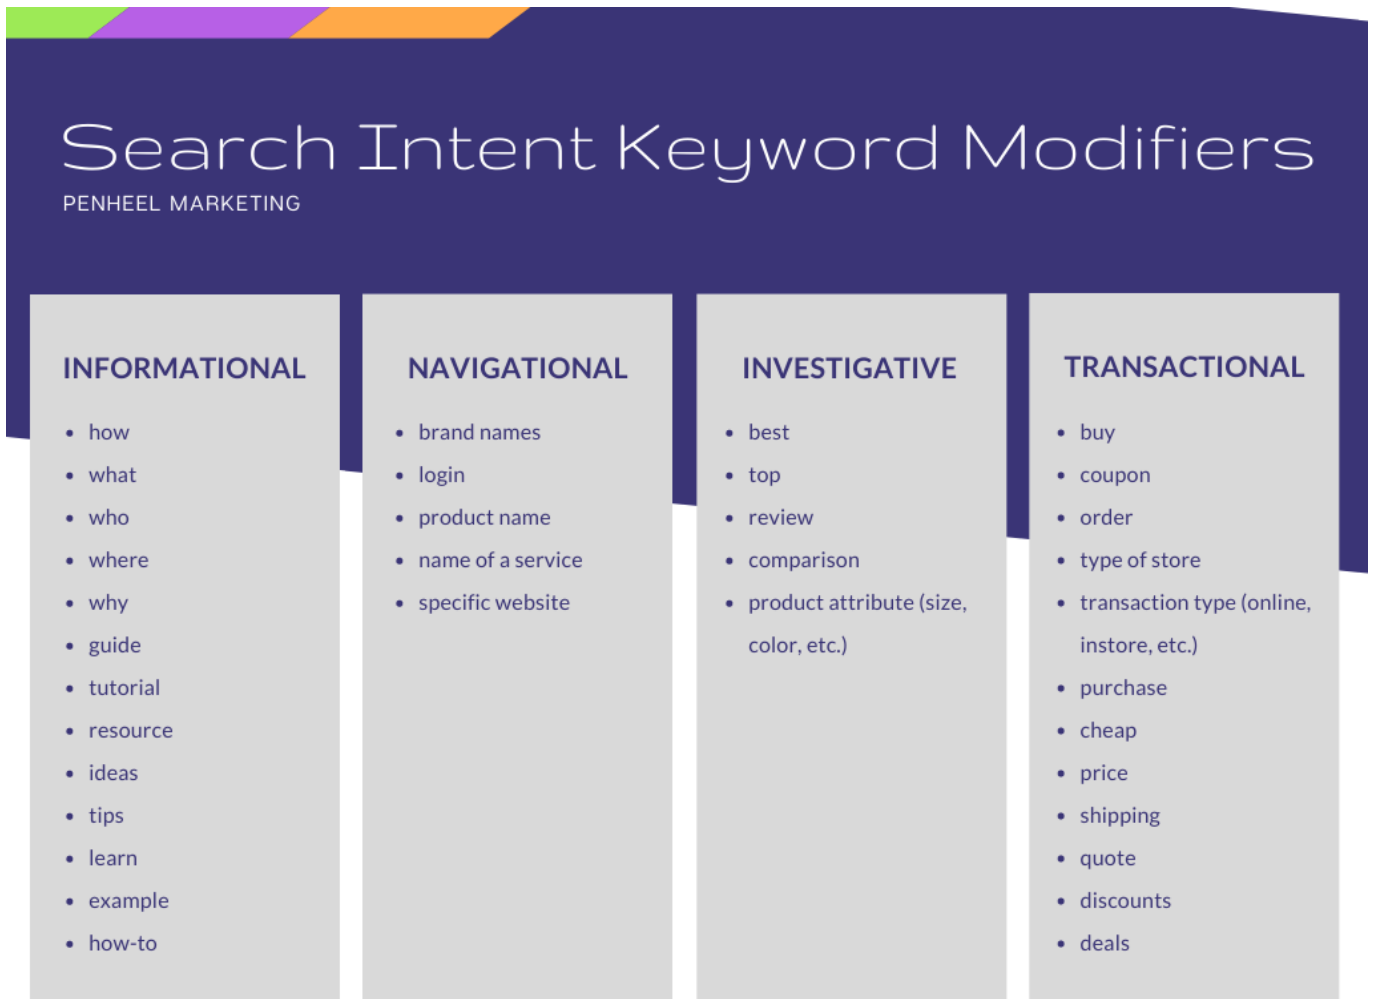 Search Intent Keyword Modifiers
PENHEEL MARKETING
INFORMATIONAL
• how
• what
• who
• where
• why
• guide
• tutorial
• resource
• ideas
• tips
• learn
• example
• how-to
NAVIGATIONAL
• brand names
• login
• product name
• name of a service
• specific website
INVESTIGATIVE
• best
• top
• review
• comparison
• product attribute (size,
color, etc.)
TRANSACTIONAL
• buy
• coupon
• order
• type of store
• transaction type (online,
instore, etc.)
• purchase
• cheap
• price
• shipping
• quote
• discounts
• deals